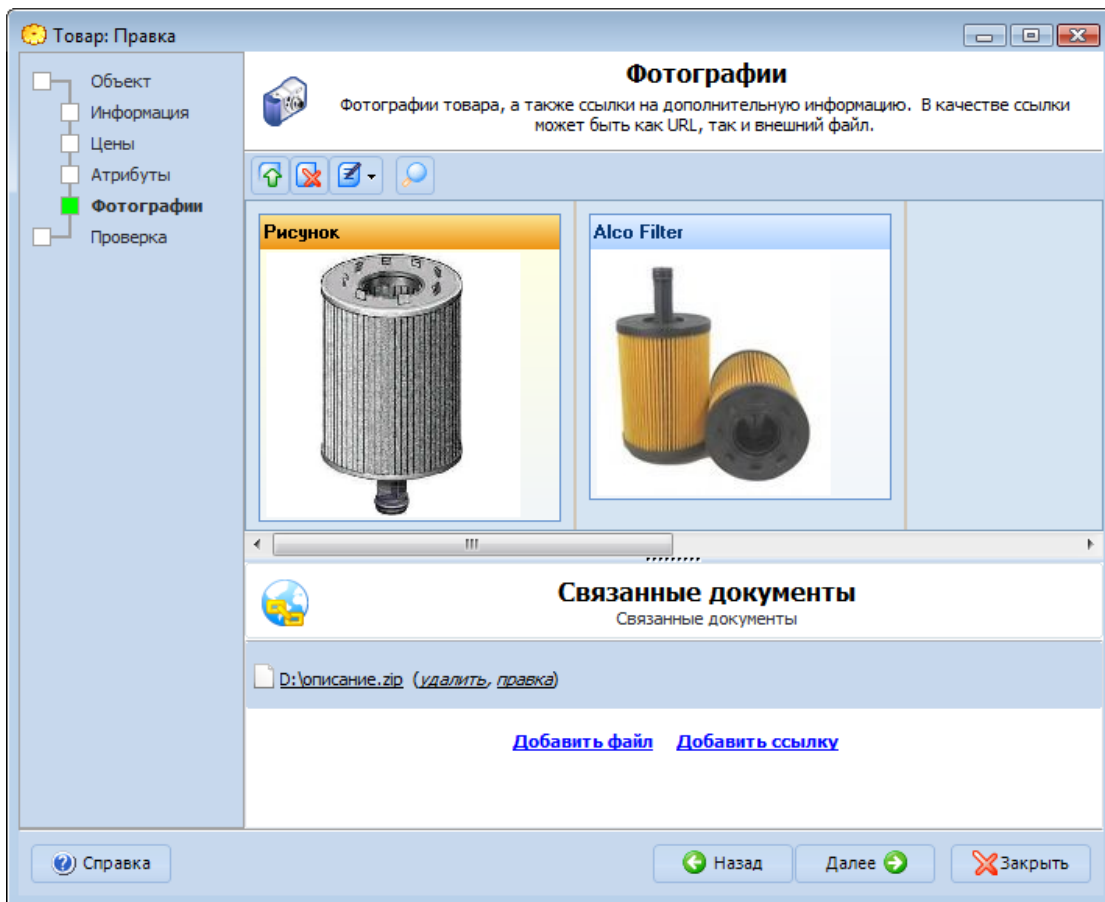 Товар: Правка
Объект
Информация
Цены
Атрибуты
Фотографии
Проверка
Фотографии
Фотографии товара, а также ссылки на дополнительную информацию. В качестве ссылки
может быть как URL, так и внешний файл.
Рисунок
Alco Filter
Связанные документы
Связанные документы
D:\описание.zip (удалить, правка)
Добавить файл Добавить ссылку
Справка
Назад
Далее
Закрыть